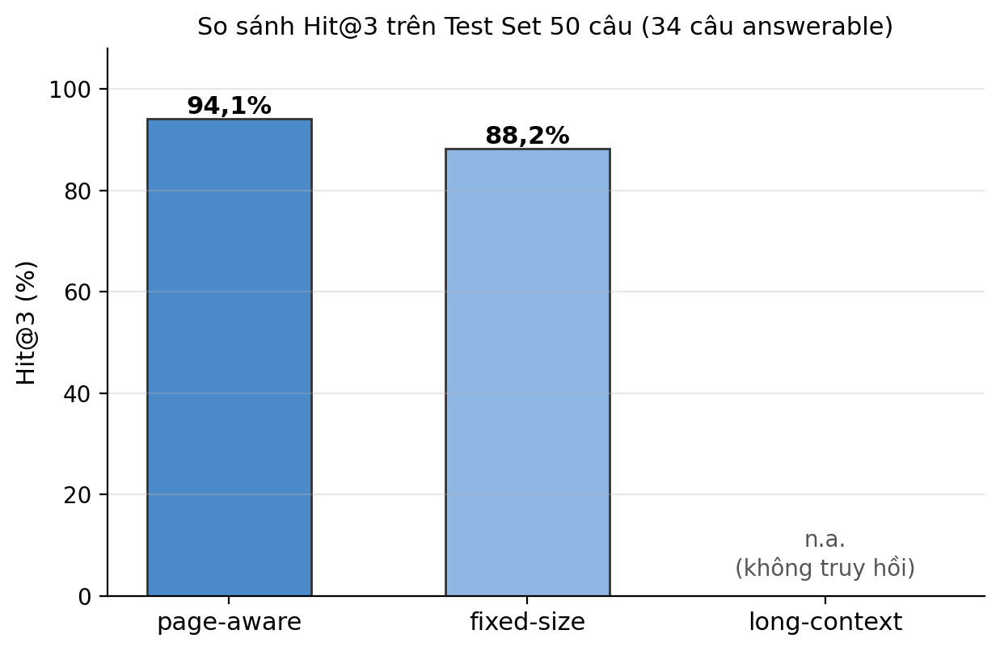 So sánh Hit@3 trên Test Set 50 câu (34 câu answerable)
100
80
60
40
20
0
Hit@3 (%)
94,1%
88,2%
n.a.
(không truy hồi)
page-aware
fixed-size
long-context